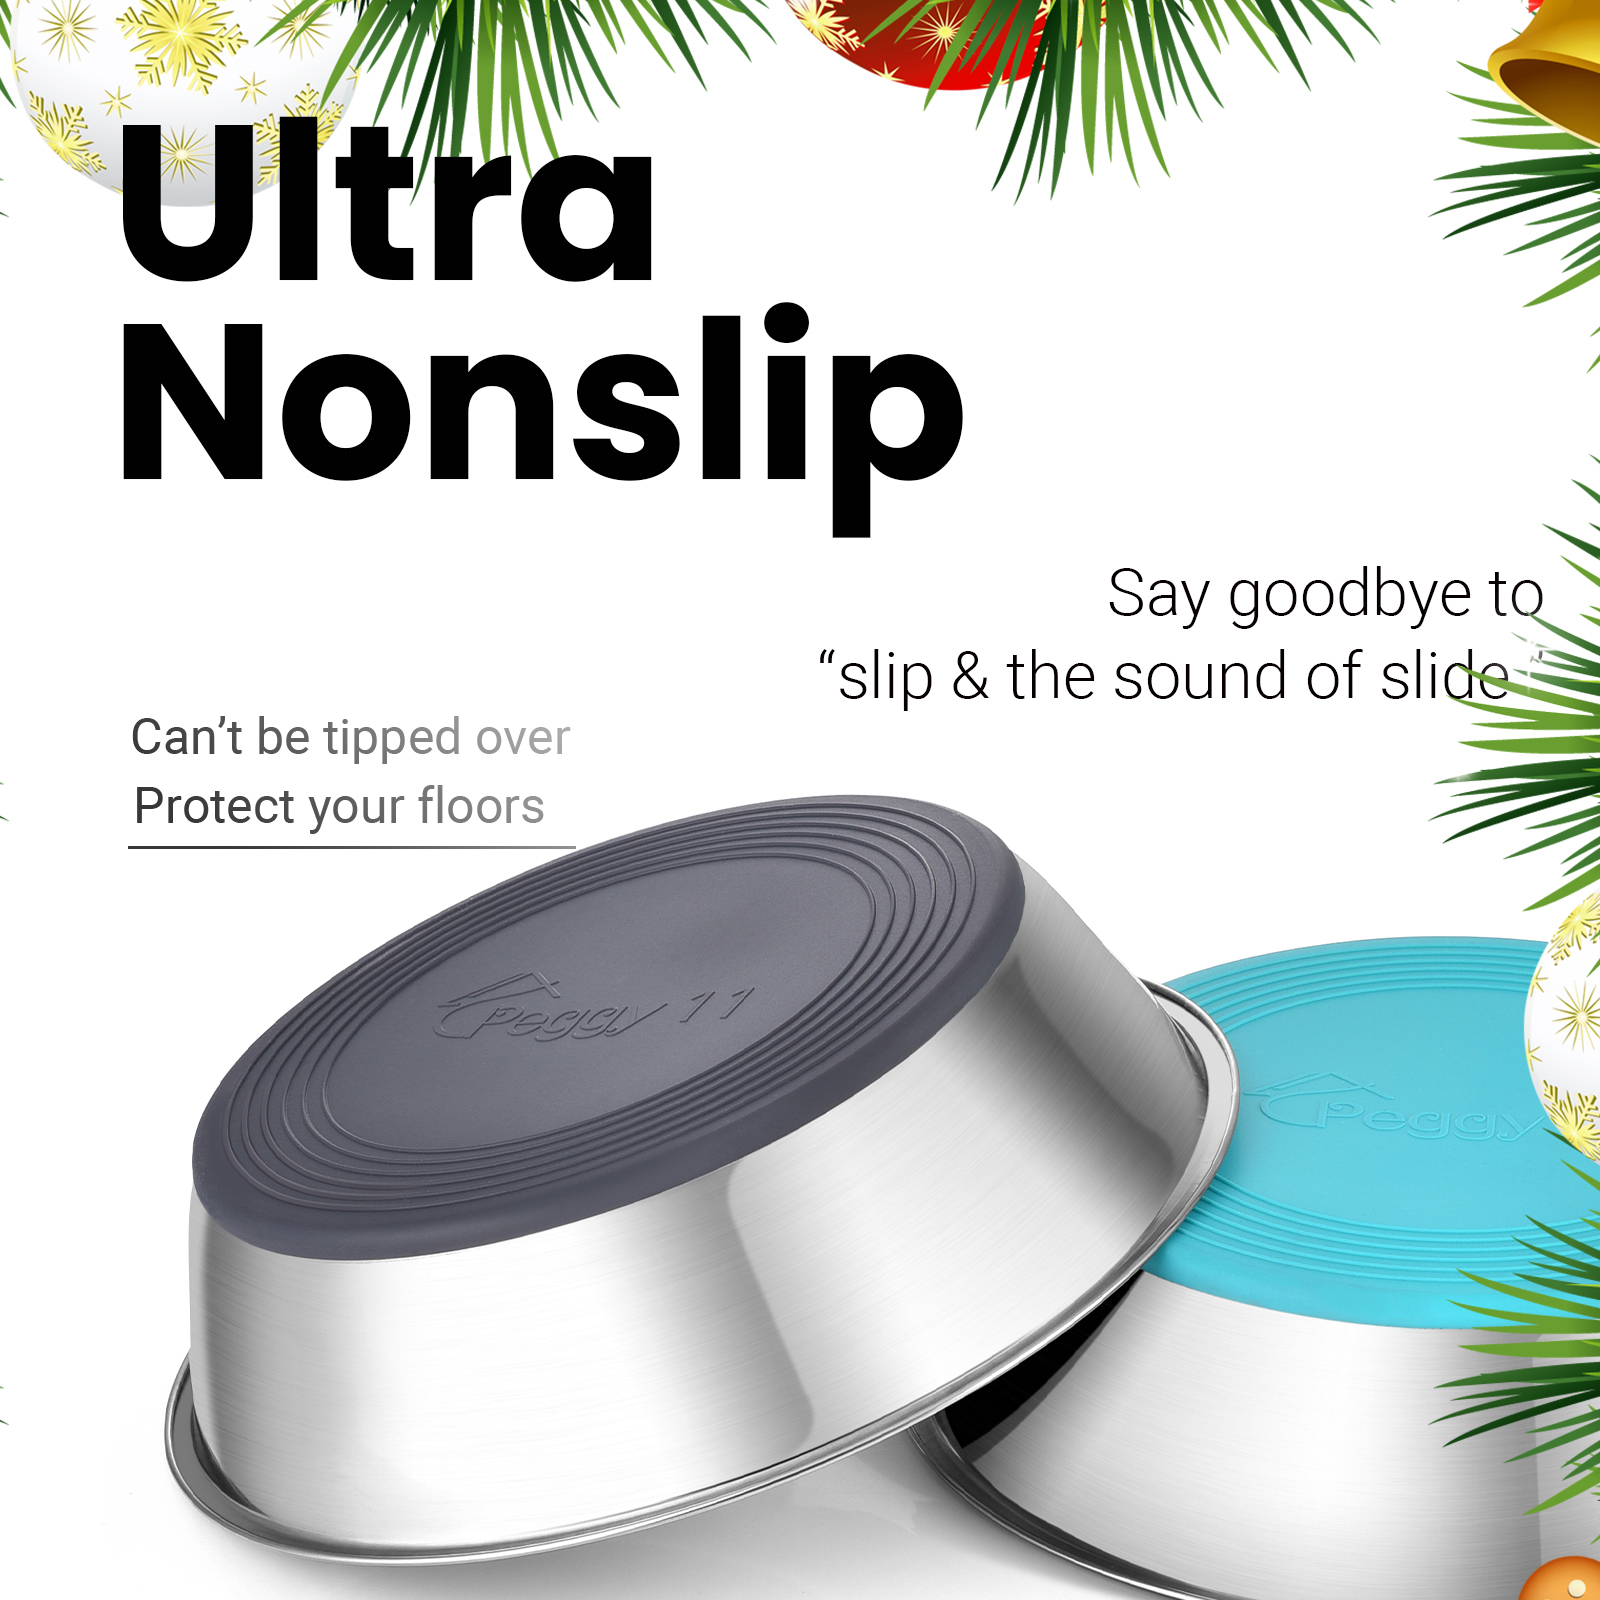 Ultra
Nonslip
Say goodbye to
“slip & the sound of slide ”
Can’t be tipped over
Protect your floors
Peggy 11
Peggy